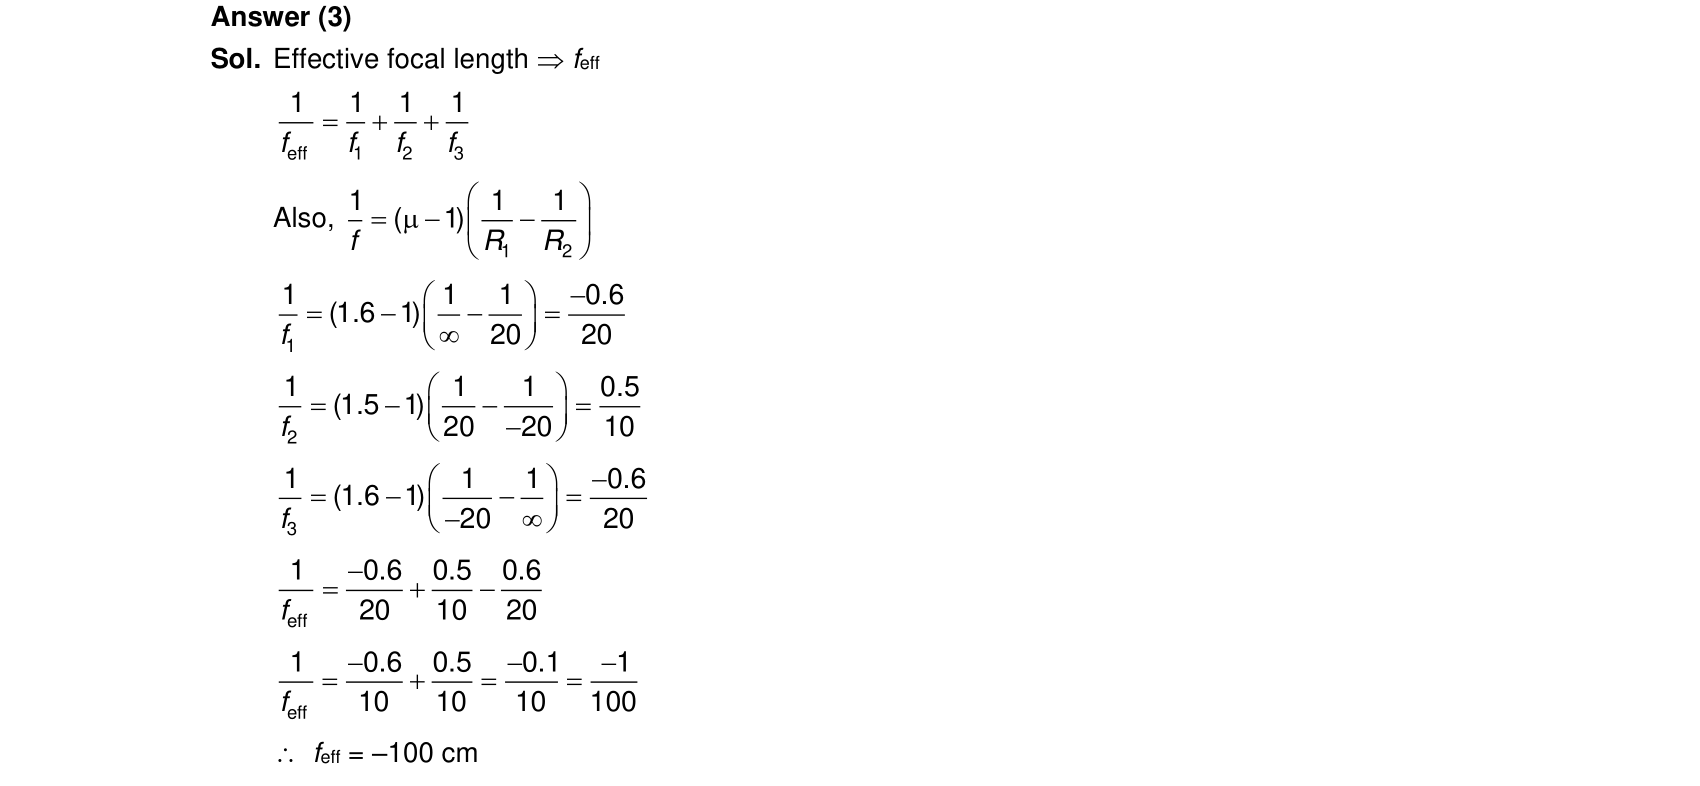 Answer (3)
Sol. Effective focal length ⇒ f_eff
1/f_eff = 1/f_1 + 1/f_2 + 1/f_3
Also, 1/f = (μ – 1)(1/R_1 – 1/R_2)
1/f_1 = (1.6 – 1)(1/∞ – 1/20) = –0.6/20
1/f_2 = (1.5 – 1)(1/20 – 1/–20) = 0.5/10
1/f_3 = (1.6 – 1)(1/–20 – 1/∞) = –0.6/20
1/f_eff = –0.6/20 + 0.5/10 – 0.6/20
1/f_eff = –0.6/10 + 0.5/10 = –0.1/10 = –1/100
∴ f_eff = –100 cm